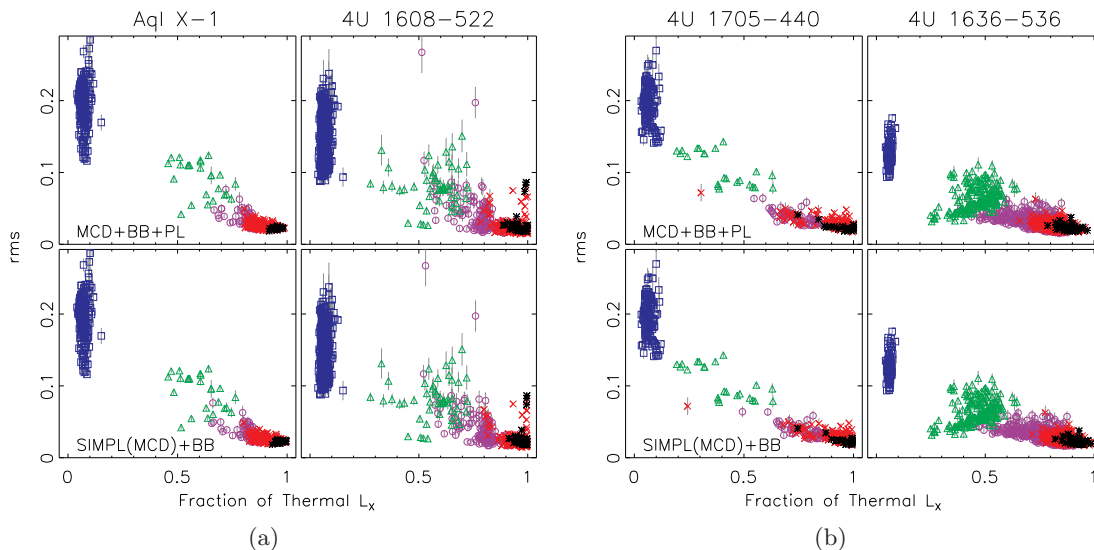 Aql X−1 4U 1608−522 4U 1705−440 4U 1636−536
0.2 0.2
0.1 0.1
0 0
rms rms
MCD+BB+PL MCD+BB+PL
0.2 0.2
0.1 0.1
0 0
SIMPL(MCD)+BB SIMPL(MCD)+BB
0 0.5 1 0.5 1 0 0.5 1 0.5 1
Fraction of Thermal Lx Fraction of Thermal Lx
(a) (b)